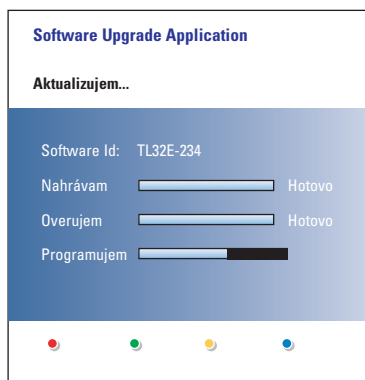 Software Upgrade Application
Aktualizujem...
Software Id: TL32E-234
Nahrávam Hotovo
Overujem Hotovo
Programujem